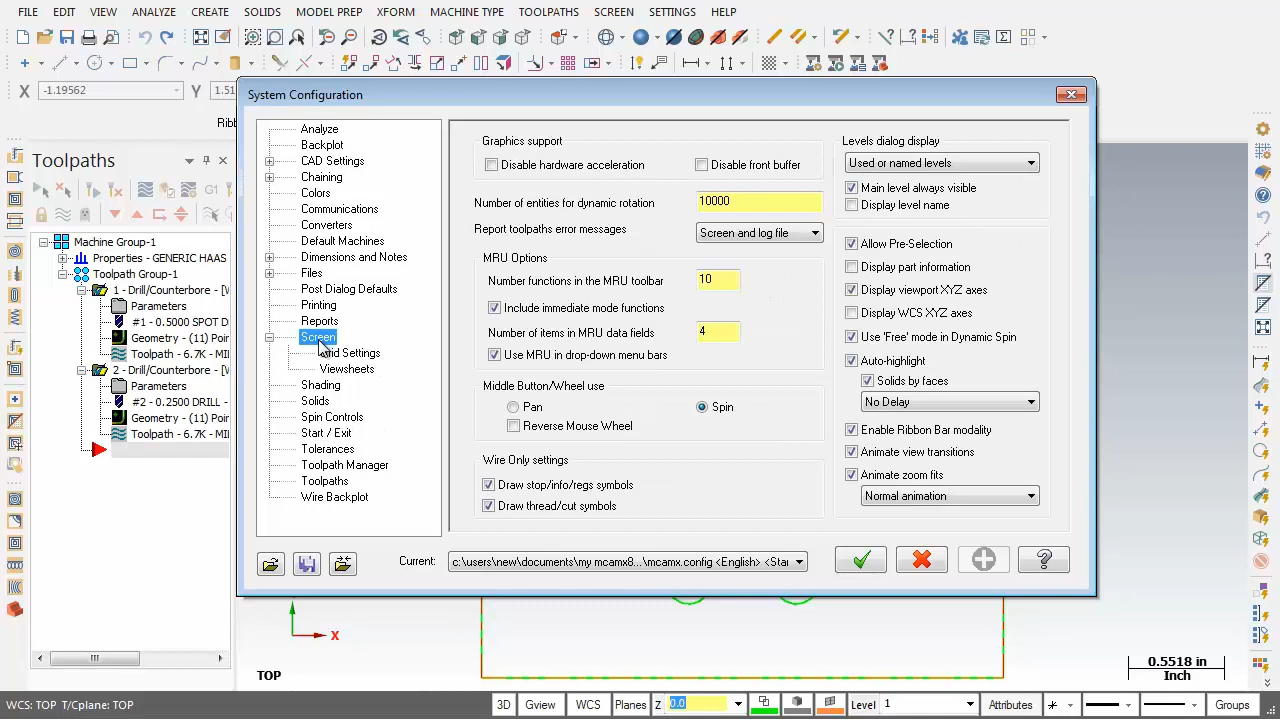 FILE EDIT VIEW ANALYZE CREATE SOLIDS MODEL PREP XFORM MACHINE TYPE TOOLPATHS SCREEN SETTINGS HELP
X -1.19562 Y 1.51
Ribb
System Configuration
Toolpaths
G1
Machine Group-1
Properties - GENERIC HAAS
Toolpath Group-1
1 - Drill/Counterbore - [W
Parameters
#1 - 0.5000 SPOT D
Geometry - (11) Poin
Toolpath - 6.7K - MI
2 - Drill/Counterbore - [W
Parameters
#2 - 0.2500 DRILL -
Geometry - (11) Poin
Toolpath - 6.7K - MI
Analyze
Backplot
CAD Settings
Chaining
Colors
Communications
Converters
Default Machines
Dimensions and Notes
Files
Post Dialog Defaults
Printing
Reports
Screen
Settings
Viewsheets
Shading
Solids
Spin Controls
Start / Exit
Tolerances
Toolpath Manager
Toolpaths
Wire Backplot
Graphics support
Disable hardware acceleration Disable front buffer
Number of entities for dynamic rotation 10000
Report toolpaths error messages Screen and log file
MRU Options
Number functions in the MRU toolbar 10
Include immediate mode functions
Number of item in MRU data fields 4
Use MRU in drop-down menu bars
Middle Button/Wheel use
Pan Spin
Reverse Mouse Wheel
Wire Only settings
Draw stop/info/regs symbols
Draw thread/cut symbols
Levels dialog display
Used or named levels
Main level always visible
Display level name
Allow Pre-Selection
Display part information
Display viewport XYZ axes
Display WCS XYZ axes
Use 'Free' mode in Dynamic Spin
Auto-highlight
Solids by faces
No Delay
Enable Ribbon Bar modality
Animate view transitions
Animate zoom fits
Normal animation
Current: c:\users\new\documents\my mcamx8...\mcamx.config <English> <Star
X
TOP
0.5518 in
Inch
WCS: TOP T/Cplane: TOP
3D Gview WCS Planes Z 0.0 Level 1 Attributes Groups